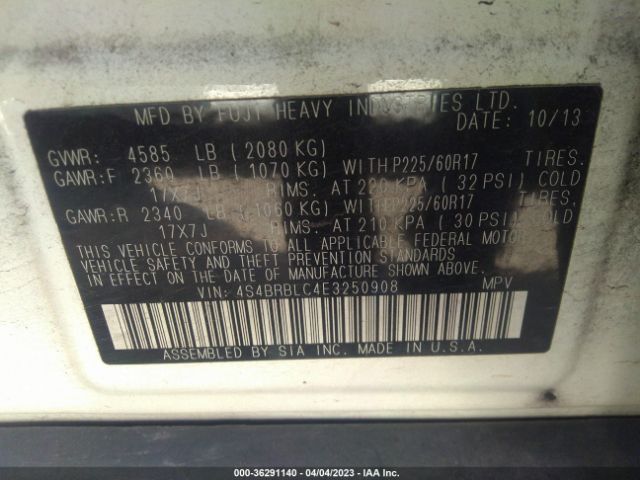 MFD BY FUJI HEAVY INDUSTRIES LTD.
DATE: 10/13
GVWR: 4585 LB ( 2080 KG)
GAWR:F 2360 LB ( 1070 KG) WITH P225/60R17 TIRES.
17X7J RIMS. AT 220 KPA ( 32 PSI) COLD
GAWR:R 2340 LB ( 1060 KG) WITH P225/60R17 TIRES.
17X7J RIMS. AT 210 KPA ( 30 PSI) COLD
THIS VEHICLE CONFORMS TO ALL APPLICABLE FEDERAL MOTOR
VEHICLE SAFETY AND THEFT PREVENTION STANDARDS
IN EFFECT ON THE DATE OF MANUFACTURE SHOWN ABOVE.
VIN: 4S4BRBLC4E3250908 MPV
ASSEMBLED BY SIA INC. MADE IN U.S.A.
000-36291140 - 04/04/2023 - IAA Inc.